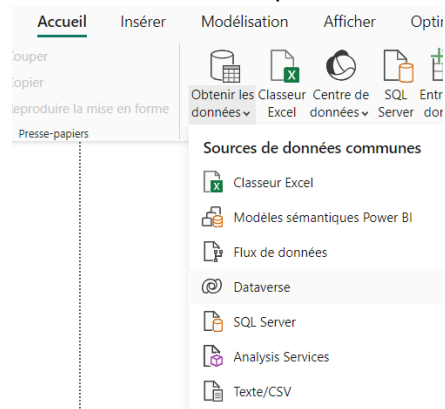 Accueil Insérer Modélisation Afficher
Couper
Copier
Reproduire la mise en forme
Obtenir les Classeur Centre de SQL
données Excel données Server
Presse-papiers
Sources de données communes
Classeur Excel
Modèles sémantiques Power BI
Flux de données
Dataverse
SQL Server
Analysis Services
Texte/CSV